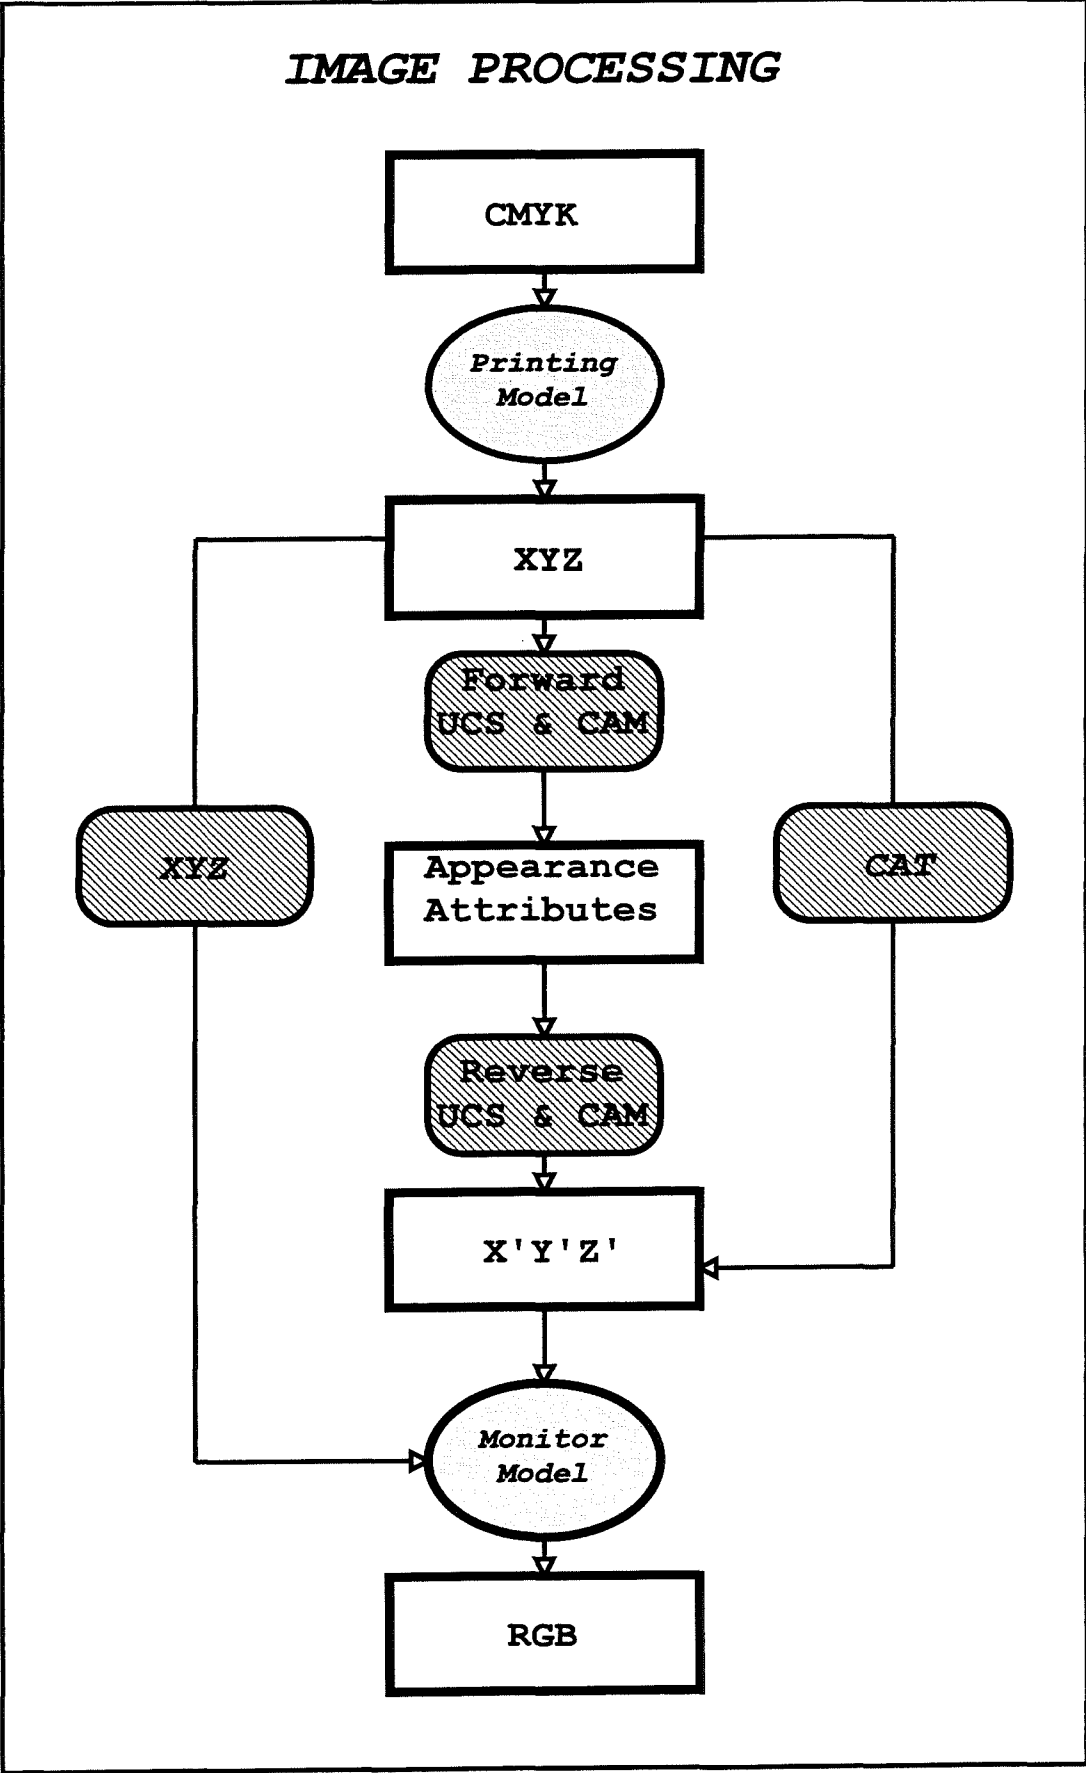 IMAGE PROCESSING
CMYK
Printing
Model
XYZ
Forward
UCS & CAM
XYZ
CAT
Appearance
Attributes
Reverse
UCS & CAM
X'Y'Z'
Monitor
Model
RGB